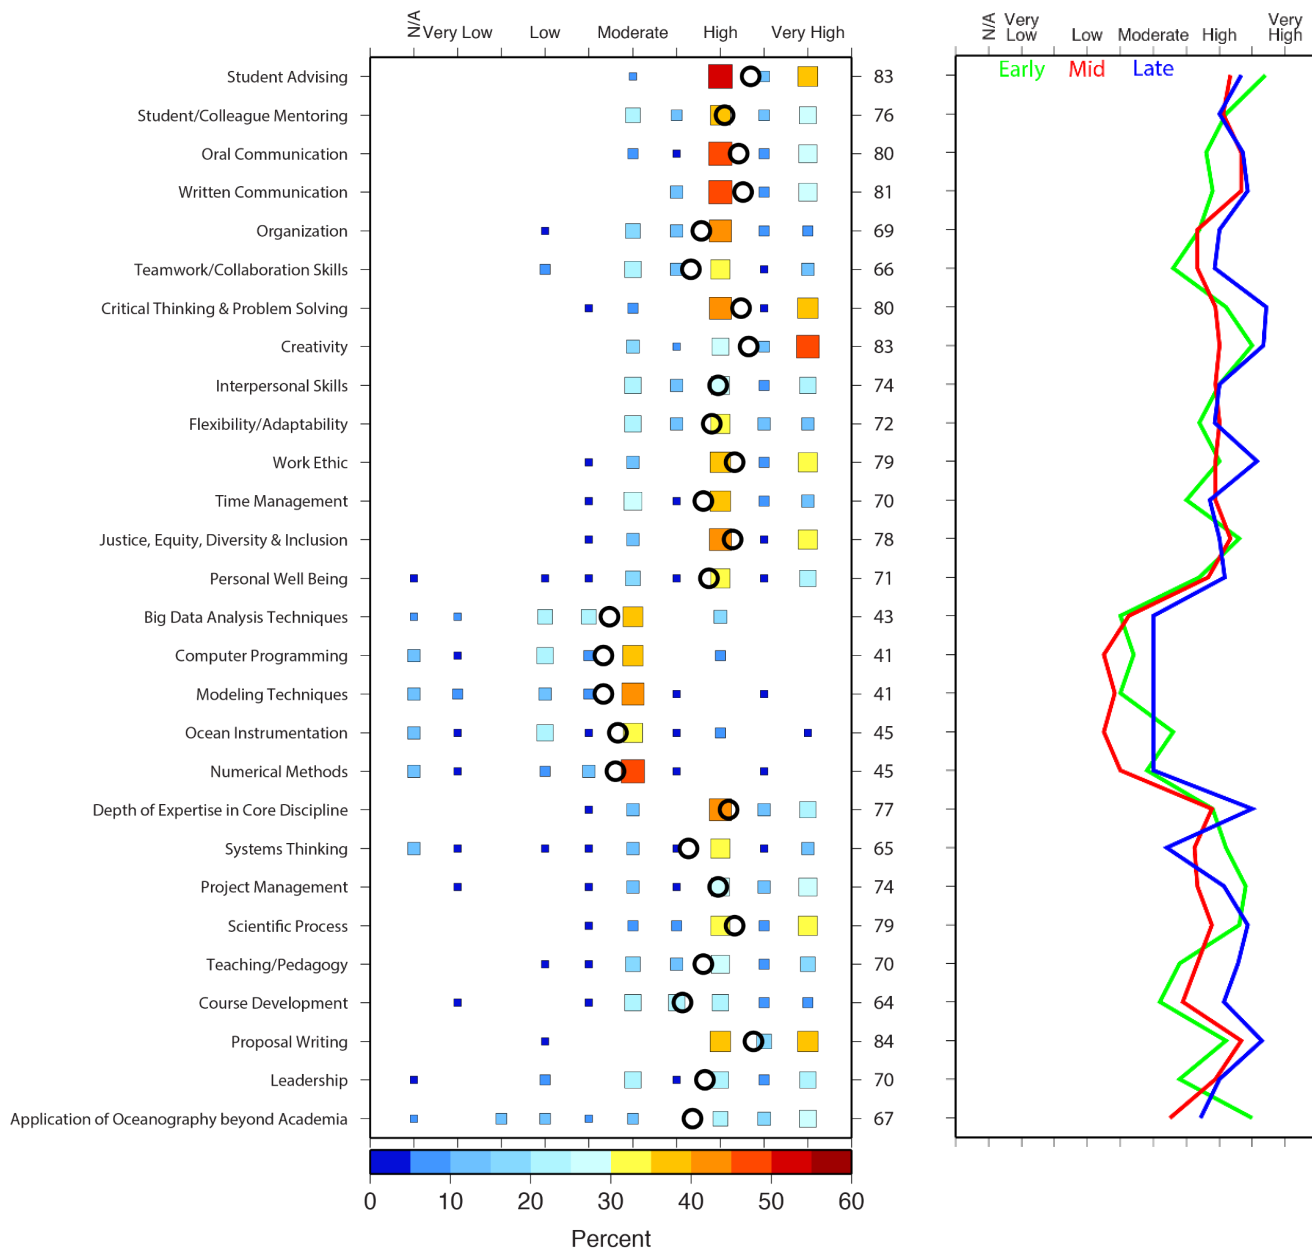 N/A Very Low Low Moderate High Very High
N/A Very Low Low Moderate High Very High
Early Mid Late
Student Advising 83
Student/Colleague Mentoring 76
Oral Communication 80
Written Communication 81
Organization 69
Teamwork/Collaboration Skills 66
Critical Thinking & Problem Solving 80
Creativity 83
Interpersonal Skills 74
Flexibility/Adaptability 72
Work Ethic 79
Time Management 70
Justice, Equity, Diversity & Inclusion 78
Personal Well Being 71
Big Data Analysis Techniques 43
Computer Programming 41
Modeling Techniques 41
Ocean Instrumentation 45
Numerical Methods 45
Depth of Expertise in Core Discipline 77
Systems Thinking 65
Project Management 74
Scientific Process 79
Teaching/Pedagogy 70
Course Development 64
Proposal Writing 84
Leadership 70
Application of Oceanography beyond Academia 67
0 10 20 30 40 50 60
Percent